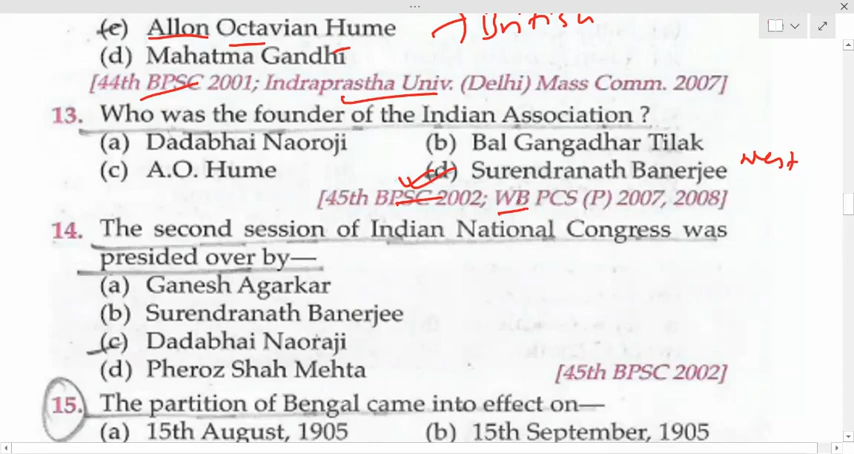 (c) Allon Octavian Hume → British
(d) Mahatma Gandhi
[44th BPSC 2001; Indraprastha Univ. (Delhi) Mass Comm. 2007]
13. Who was the founder of the Indian Association ?
(a) Dadabhai Naoroji (b) Bal Gangadhar Tilak
(c) A.O. Hume (d) Surendranath Banerjee West
[45th BPSC 2002; WB PCS (P) 2007, 2008]
14. The second session of Indian National Congress was
presided over by—
(a) Ganesh Agarkar
(b) Surendranath Banerjee
(c) Dadabhai Naoraji
(d) Pheroz Shah Mehta [45th BPSC 2002]
15. The partition of Bengal came into effect on—
(a) 15th August, 1905 (b) 15th September, 1905